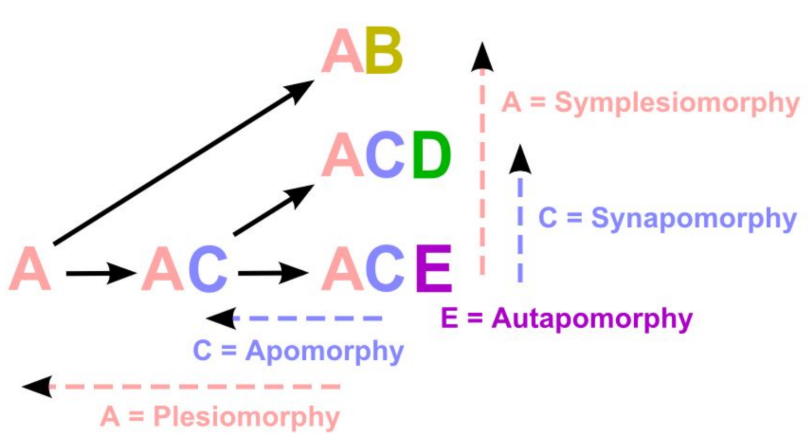 AB
A = Symplesiomorphy
ACD
C = Synapomorphy
A AC ACE
E = Autapomorphy
C = Apomorphy
A = Plesiomorphy